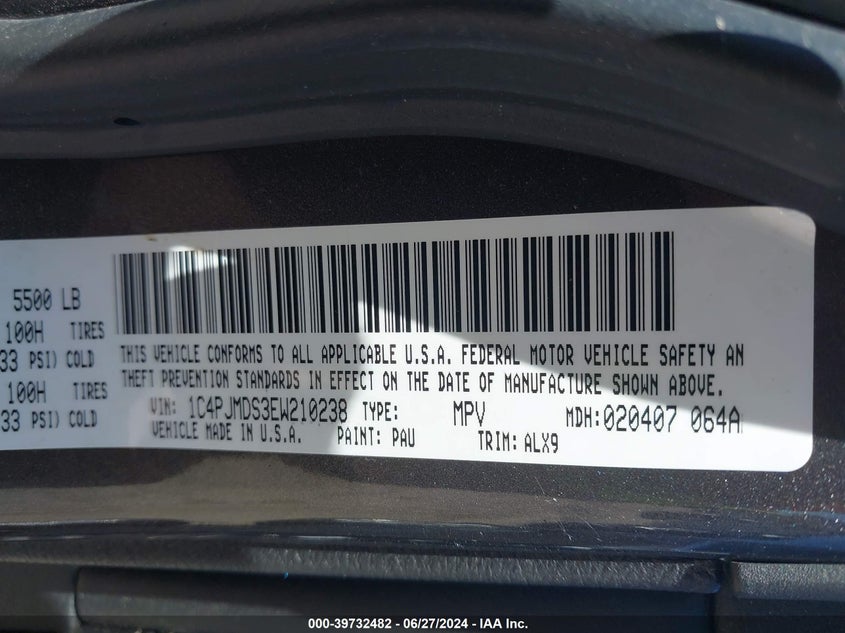 5500 LB
100H TIRES
33 PSI) COLD
100H TIRES
33 PSI) COLD
THIS VEHICLE CONFORMS TO ALL APPLICABLE U.S.A. FEDERAL MOTOR VEHICLE SAFETY AN
THEFT PREVENTION STANDARDS IN EFFECT ON THE DATE OF MANUFACTURE SHOWN ABOVE.
VIN: 1C4PJMDS3EW210238 TYPE: MPV MDH:020407 064A
VEHICLE MADE IN U.S.A. PAINT: PAU TRIM: ALX9
000-39732482 - 06/27/2024 - IAA Inc.